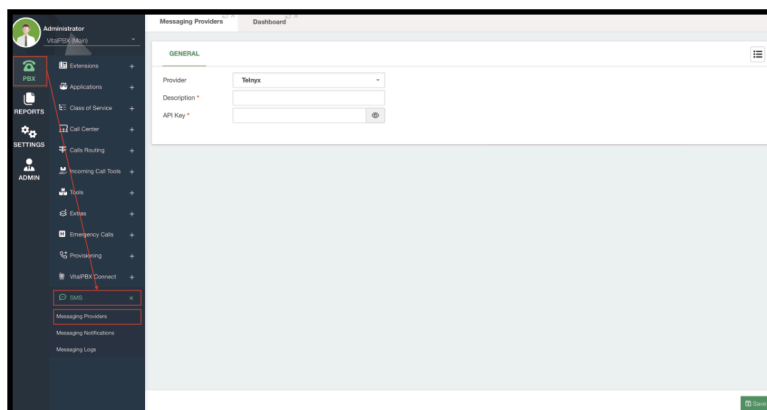 Administrator
VitalPBX (Main)
PBX
REPORTS
SETTINGS
ADMIN
Extensions
Applications
Class of Service
Call Center
Calls Routing
Incoming Call Tools
Tools
Extras
Emergency Calls
Provisioning
VitalPBX Connect
SMS
Messaging Providers
Messaging Notifications
Messaging Logs
Messaging Providers
Dashboard
GENERAL
Provider
Telnyx
Description *
API Key *
Save